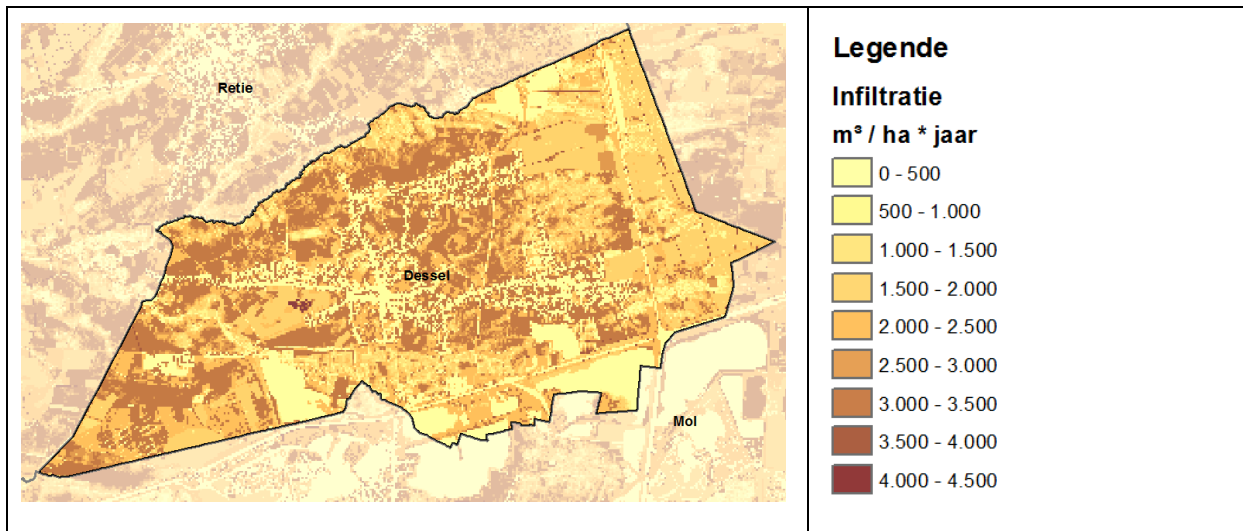 Retie
Dessel
Mol
Legende
Infiltratie
m³ / ha * jaar
0 - 500
500 - 1.000
1.000 - 1.500
1.500 - 2.000
2.000 - 2.500
2.500 - 3.000
3.000 - 3.500
3.500 - 4.000
4.000 - 4.500